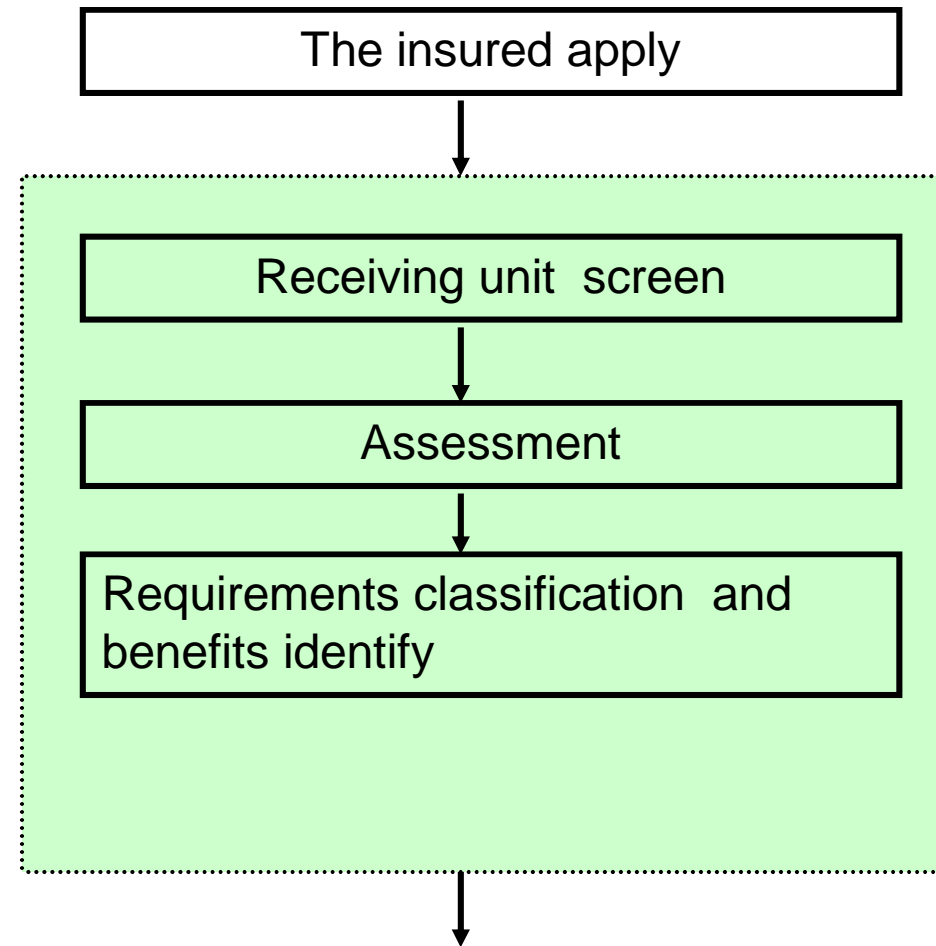 The insured apply
Receiving unit  screen
Assessment
Requirements classification  and
benefits identify